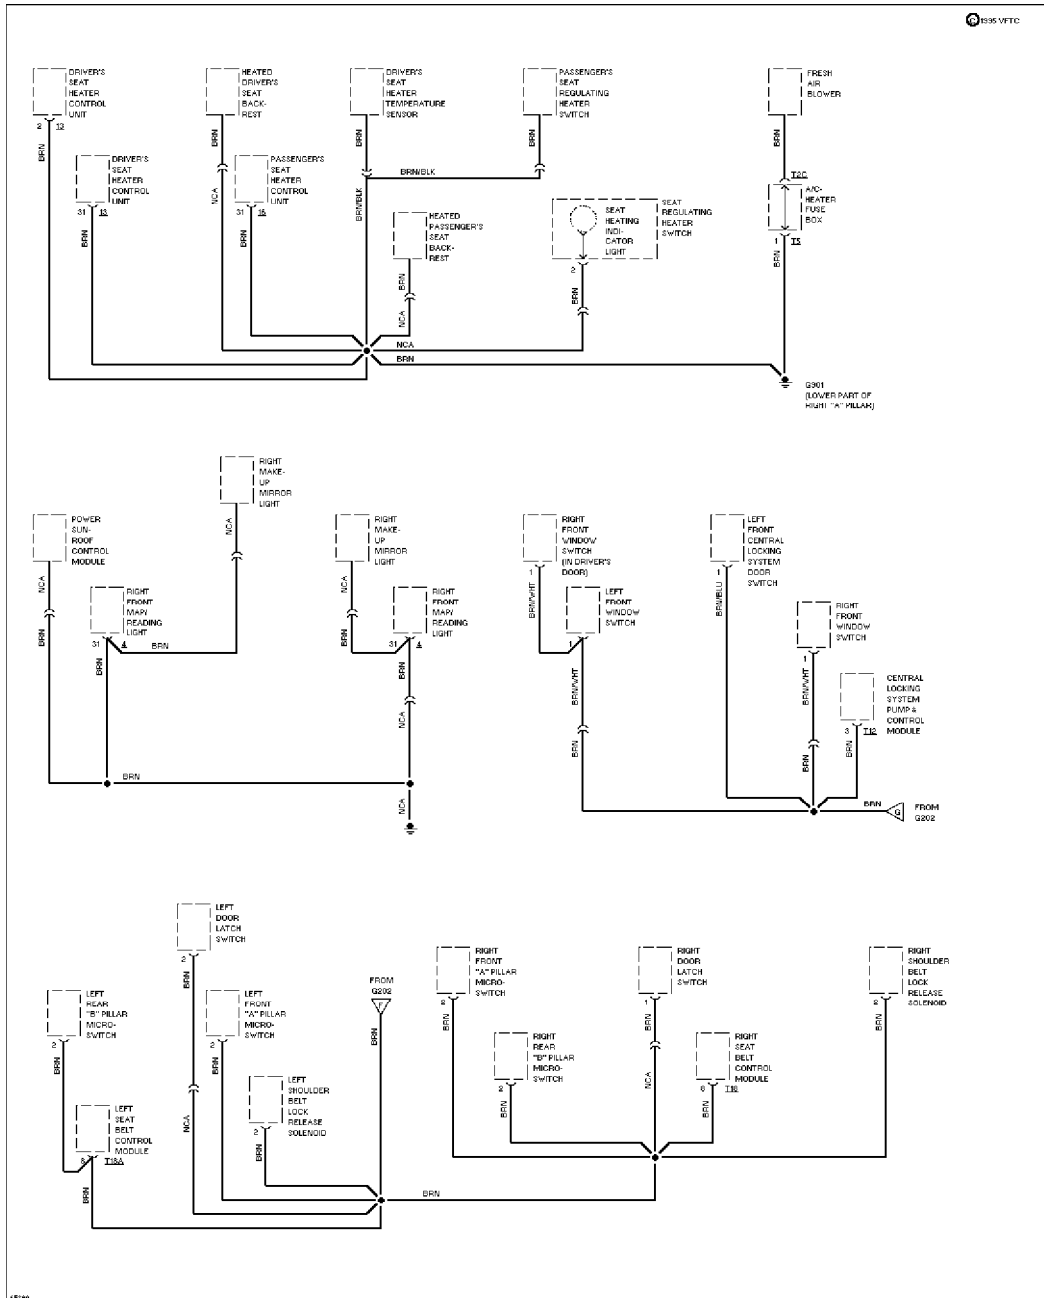 © 1995 VFTC
DRIVER'S
SEAT
HEATER
CONTROL
UNIT
2 13
BRN
HEATED
DRIVER'S
SEAT
BACK-
REST
BRN
NCA
DRIVER'S
SEAT
HEATER
TEMPERATURE
SENSOR
BRN
BRN/BLK
BRN/BLK
PASSENGER'S
SEAT
REGULATING
HEATER
SWITCH
BRN
FRESH
AIR
BLOWER
BRN
T2C
A/C-
HEATER
FUSE
BOX
1 T5
BRN
DRIVER'S
SEAT
HEATER
CONTROL
UNIT
31 13
BRN
PASSENGER'S
SEAT
HEATER
CONTROL
UNIT
31 16
BRN
HEATED
PASSENGER'S
SEAT
BACK-
REST
BRN
NCA
SEAT
HEATING
INDI-
CATOR
LIGHT
SEAT
REGULATING
HEATER
SWITCH
2
BRN
NCA
BRN
G901
(LOWER PART OF
RIGHT "A" PILLAR)
RIGHT
MAKE-
UP
MIRROR
LIGHT
NCA
POWER
SUN-
ROOF
CONTROL
MODULE
NCA
BRN
RIGHT
FRONT
MAP/
READING
LIGHT
31 4
BRN
BRN
RIGHT
MAKE-
UP
MIRROR
LIGHT
NCA
BRN
RIGHT
FRONT
MAP/
READING
LIGHT
31 4
BRN
NCA
BRN
NCA
RIGHT
FRONT
WINDOW
SWITCH
(IN DRIVER'S
DOOR)
1
BRN/WHT
LEFT
FRONT
WINDOW
SWITCH
1
BRN/WHT
BRN
LEFT
FRONT
CENTRAL
LOCKING
SYSTEM
DOOR
SWITCH
1
BRN/BLU
RIGHT
FRONT
WINDOW
SWITCH
1
BRN/WHT
BRN
CENTRAL
LOCKING
SYSTEM
PUMP &
CONTROL
MODULE
3 T12
BRN
BRN
G
FROM
G202
LEFT
DOOR
LATCH
SWITCH
2
BRN
NCA
LEFT
REAR
"B" PILLAR
MICRO-
SWITCH
2
BRN
LEFT
FRONT
"A" PILLAR
MICRO-
SWITCH
2
BRN
FROM
G202
F
BRN
LEFT
SHOULDER
BELT
LOCK
RELEASE
SOLENOID
2
BRN
LEFT
SEAT
BELT
CONTROL
MODULE
8 T18A
BRN
BRN
RIGHT
FRONT
"A" PILLAR
MICRO-
SWITCH
2
BRN
RIGHT
REAR
"B" PILLAR
MICRO-
SWITCH
2
BRN
RIGHT
DOOR
LATCH
SWITCH
1
BRN
NCA
RIGHT
SEAT
BELT
CONTROL
MODULE
8 T18
BRN
RIGHT
SHOULDER
BELT
LOCK
RELEASE
SOLENOID
2
BRN